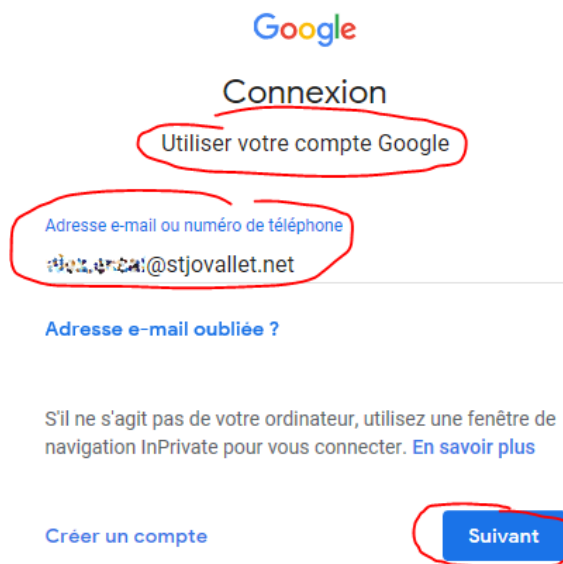 Google
Connexion
Utiliser votre compte Google
Adresse e-mail ou numéro de téléphone
@stjovallet.net
Adresse e-mail oubliée ?
S'il ne s'agit pas de votre ordinateur, utilisez une fenêtre de
navigation InPrivate pour vous connecter. En savoir plus
Créer un compte
Suivant